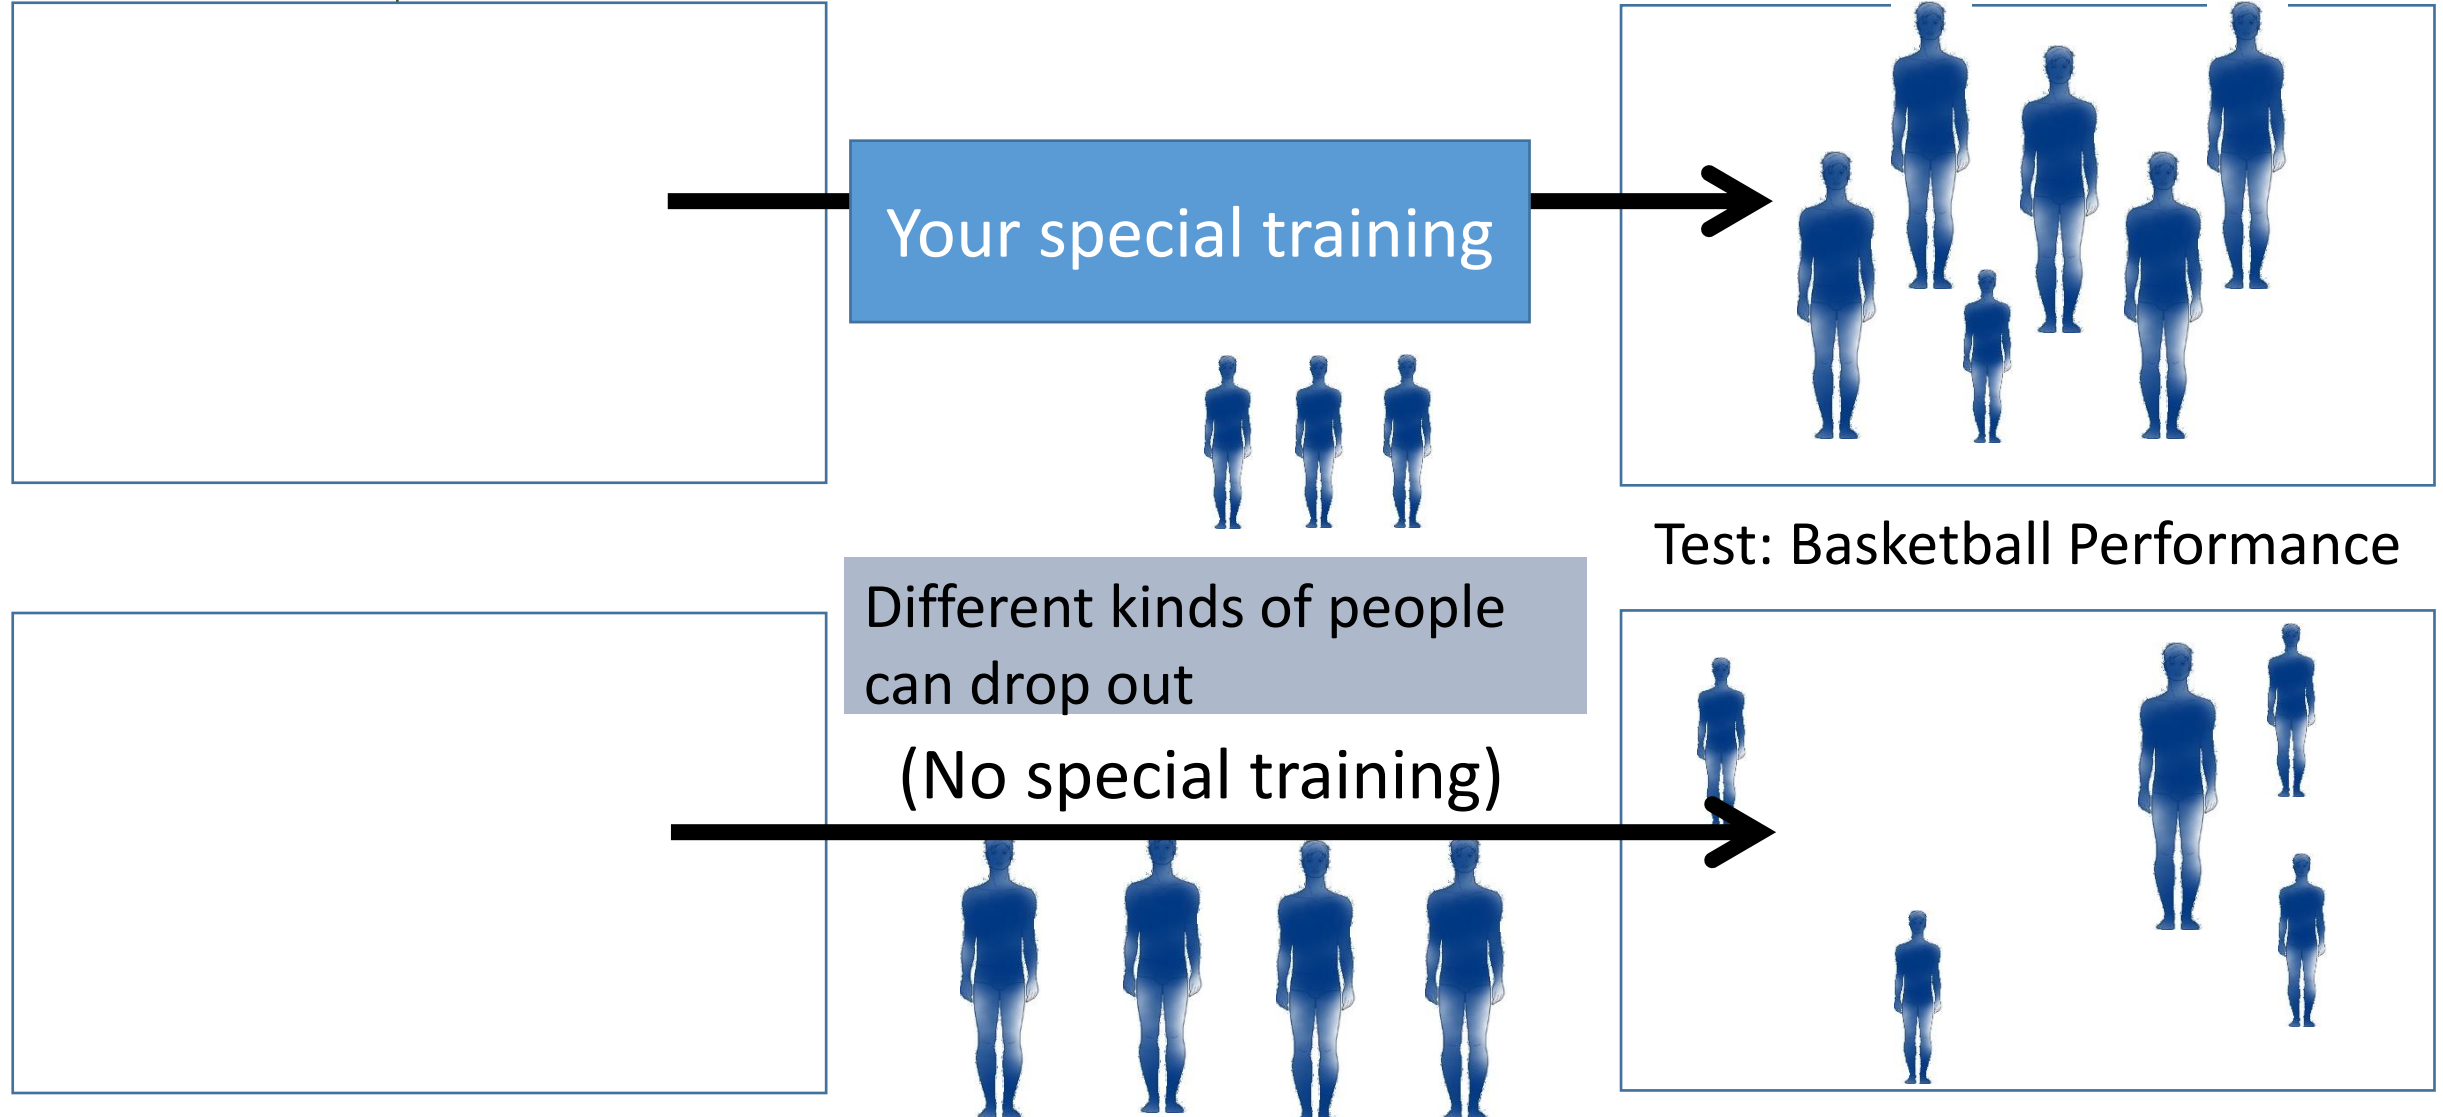 Your special training
Test: Basketball Performance
Different kinds of people
can drop out
(No special training)